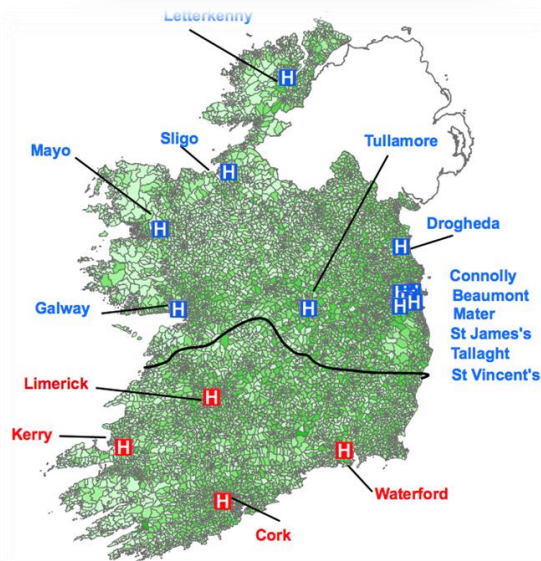 Letterkenny
Sligo
Tullamore
Mayo
Drogheda
Connolly
Beaumont
Mater
Galway
St James's
Tallaght
St Vincent's
Limerick
Kerry
Waterford
Cork
H
H
H
H
H
H
H
H
H
H
H
H